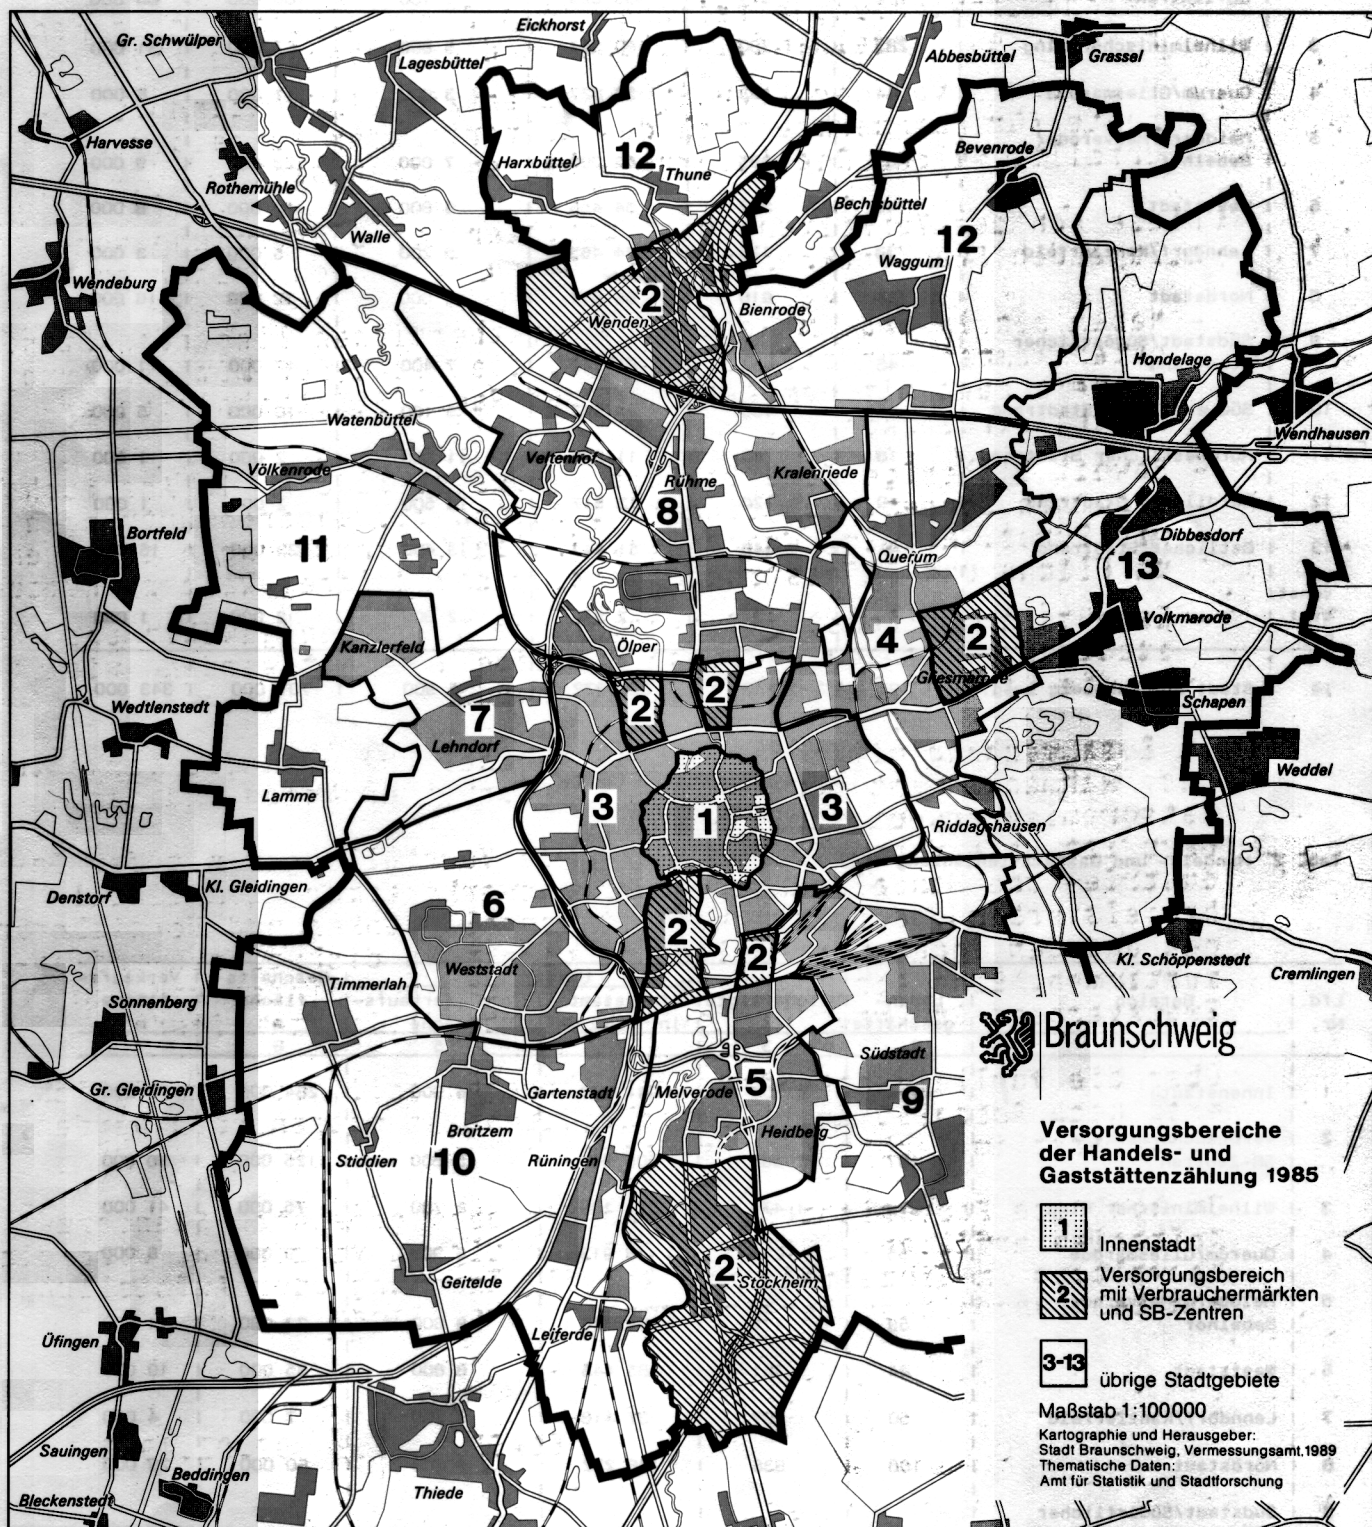 Eickhorst
Gr. Schwülper
Lagesbüttel
Abbesbüttel
Grassel
Harvesse
Harxbüttel
12
Thune
Bevenrode
Rothemühle
Walle
Bechtsbüttel
12
Waggum
Wendeburg
2
Wenden
Bienrode
Hondelage
Watenbüttel
Wendhausen
Völkenrode
Veltenhof
Rühme
Kralenriede
8
Bortfeld
11
Querum
Dibbesdorf
13
Volkmarode
Kanzlerfeld
Ölper
4
2
Gliesmarode
Wedtlenstedt
7
Lehndorf
2
2
Schapen
Weddel
Lamme
3
1
3
Riddagshausen
Denstorf
Kl. Gleidingen
6
2
2
Weststadt
Kl. Schöppenstedt
Cremlingen
Timmerlah
Sonnenberg
Braunschweig
Südstadt
Gr. Gleidingen
Gartenstadt
Melverode
5
9
Broitzem
Heidberg
Stiddien
10
Rüningen
Versorgungsbereiche
der Handels- und
Gaststättenzählung 1985
1
Innenstadt
Geitelde
2
Stöckheim
2
Versorgungsbereich
mit Verbrauchermärkten
und SB-Zentren
Üfingen
Leiferde
3-13
übrige Stadtgebiete
Maßstab 1:100000
Kartographie und Herausgeber:
Stadt Braunschweig, Vermessungsamt.1989
Thematische Daten:
Amt für Statistik und Stadtforschung
Sauingen
Beddingen
Bleckenstedt
Thiede